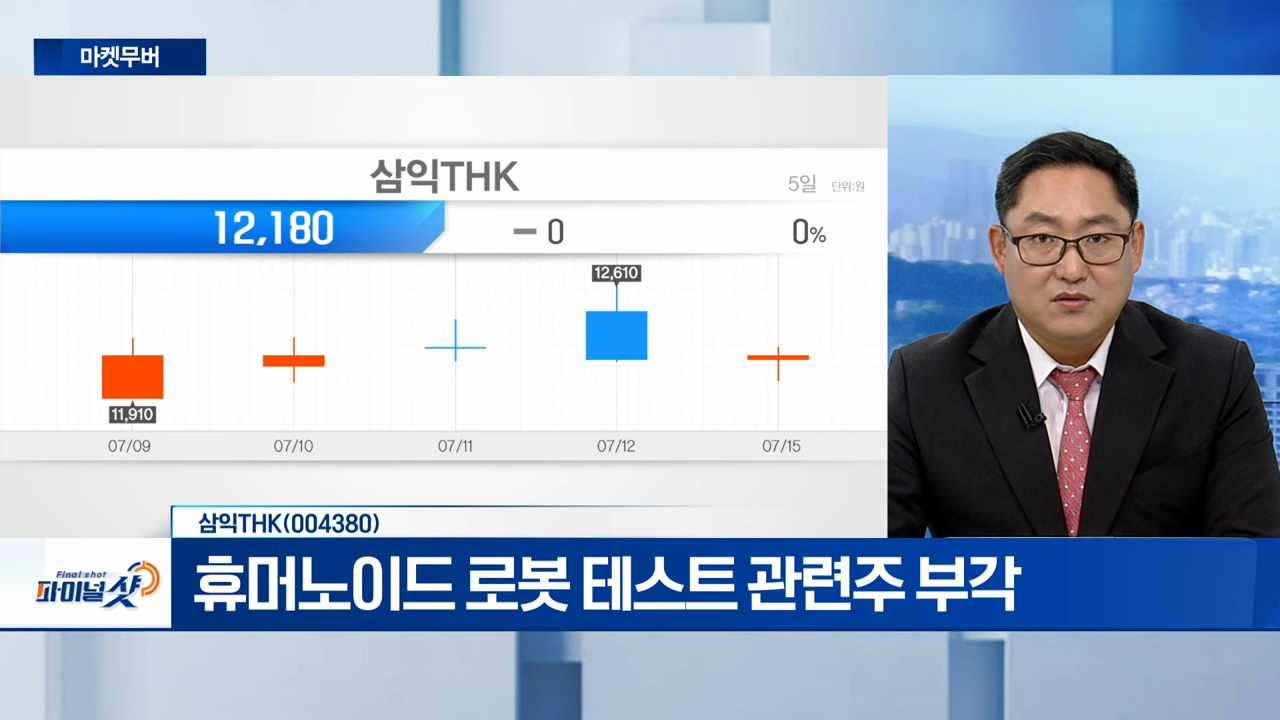 마켓무버
삼익THK
5일 단위:원
12,180 0 0%
12,610
11,910
07/09 07/10 07/11 07/12 07/15
삼익THK(004380)
Final shot
파이널샷
휴머노이드 로봇 테스트 관련주 부각